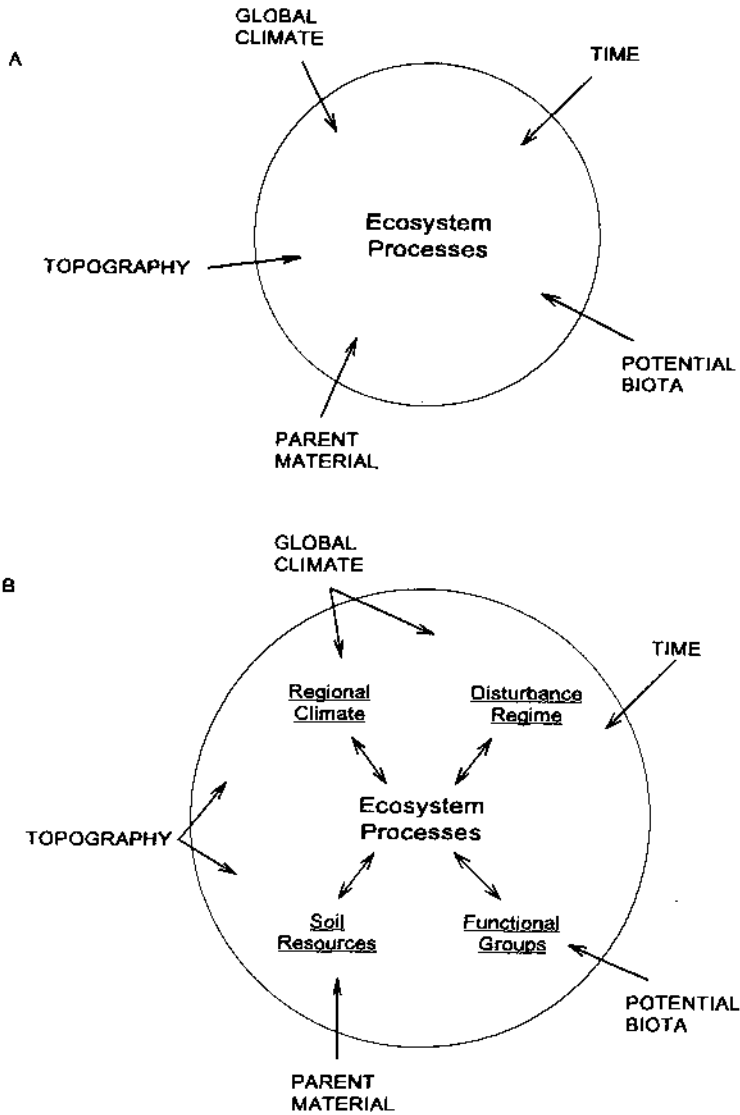 A
GLOBAL
CLIMATE
TIME
Ecosystem
Processes
TOPOGRAPHY
POTENTIAL
BIOTA
PARENT
MATERIAL
B
GLOBAL
CLIMATE
TIME
Regional
Climate
Disturbance
Regime
Ecosystem
Processes
TOPOGRAPHY
Soil
Resources
Functional
Groups
POTENTIAL
BIOTA
PARENT
MATERIAL